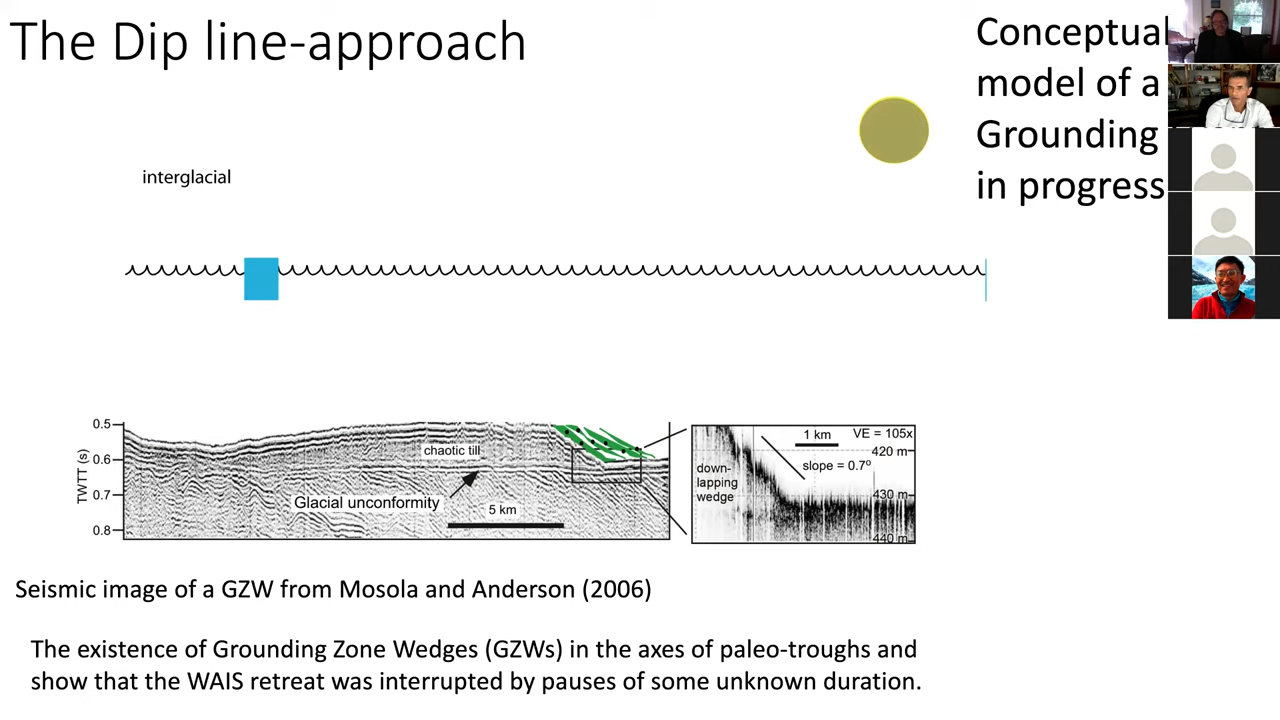 The Dip line-approach
Conceptual
model of a
Grounding
in progress
interglacial
0.5
0.6
0.7
0.8
TWTT (s)
chaotic till
Glacial unconformity
5 km
1 km
VE = 105x
420 m
slope = 0.7°
down-
lapping
wedge
430 m
440 m
Seismic image of a GZW from Mosola and Anderson (2006)
The existence of Grounding Zone Wedges (GZWs) in the axes of paleo-troughs and
show that the WAIS retreat was interrupted by pauses of some unknown duration.